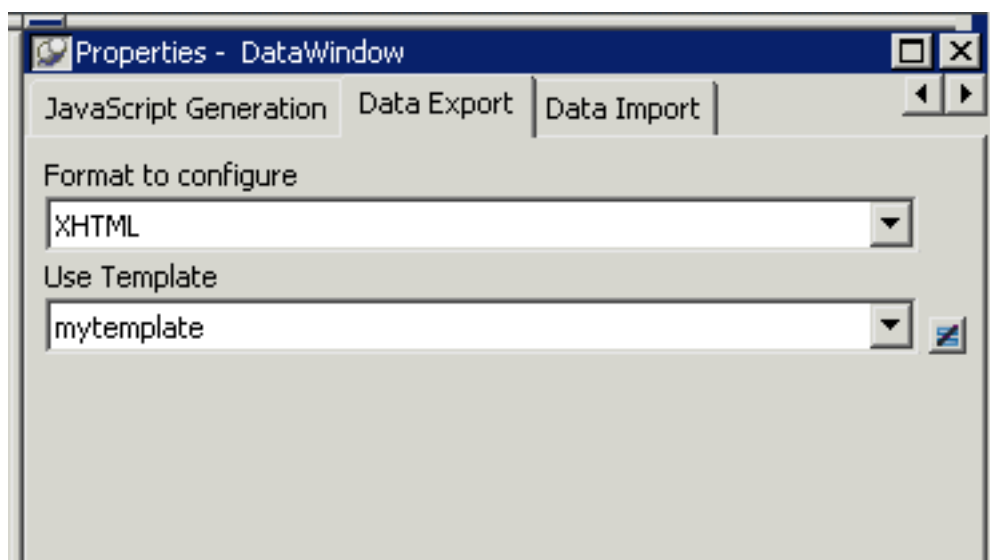 Properties - DataWindow
JavaScript Generation Data Export Data Import
Format to configure
XHTML
Use Template
mytemplate